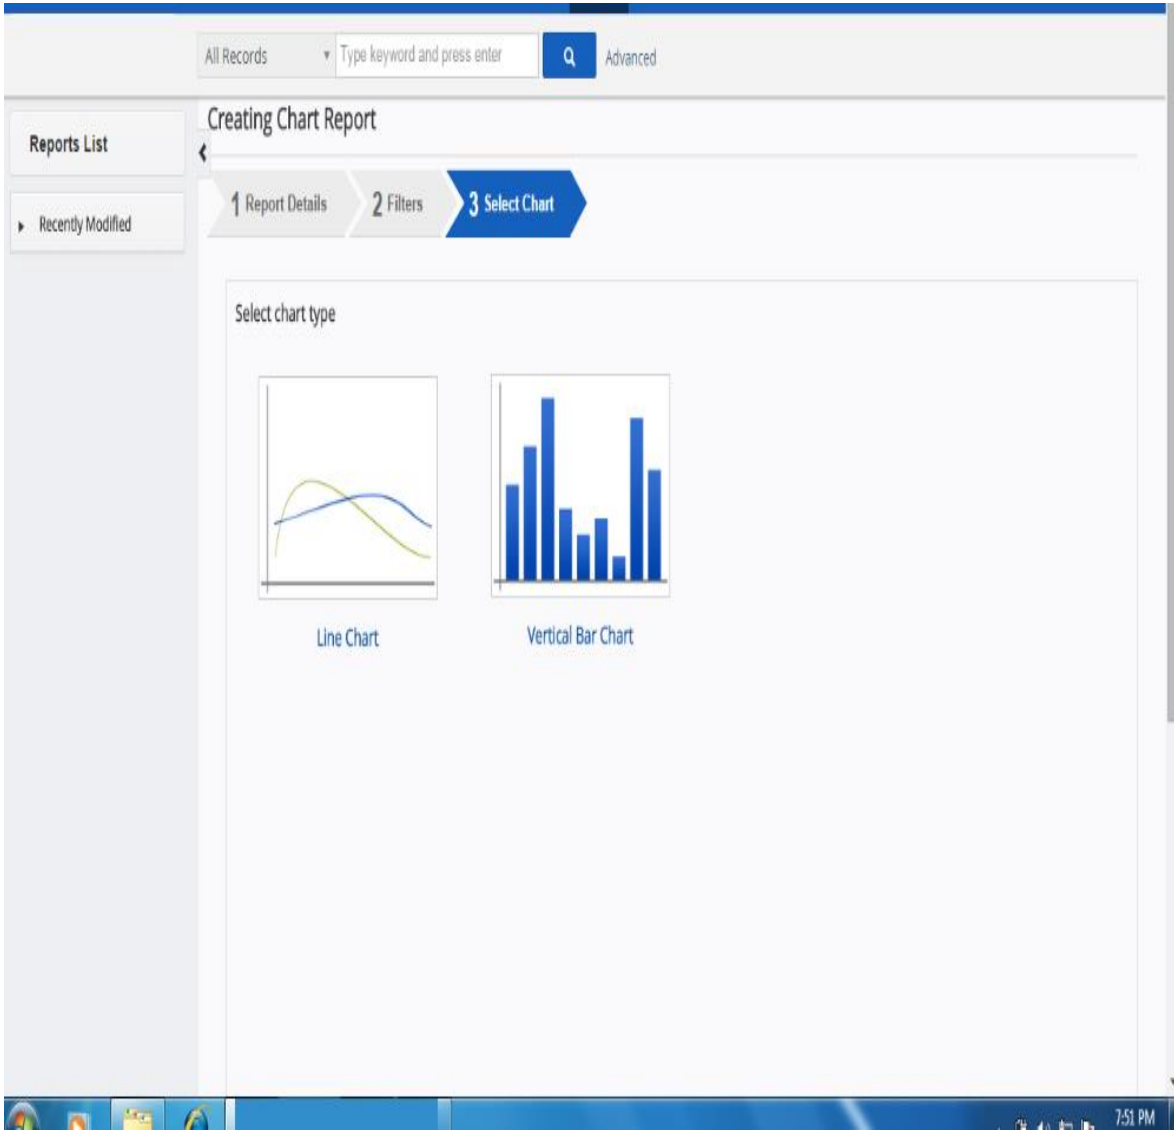 All Records Type keyword and press enter Advanced
Creating Chart Report
Reports List
1 Report Details 2 Filters 3 Select Chart
Recently Modified
Select chart type
Line Chart Vertical Bar Chart
7:51 PM